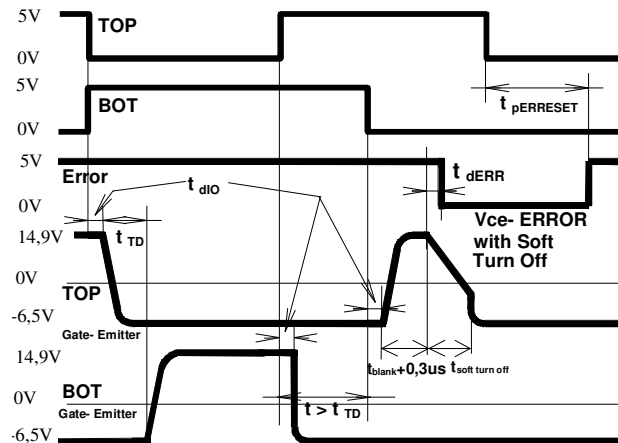 5V
TOP
0V
5V
BOT
t pERRESET
0V
5V
Error
t dIO
t dERR
0V
Vce- ERROR
with Soft
Turn Off
t TD
14,9V
0V
TOP
-6,5V
Gate- Emitter
14,9V
tblank+0,3us
tsoft turn off
BOT
0V
Gate- Emitter
t > t TD
-6,5V